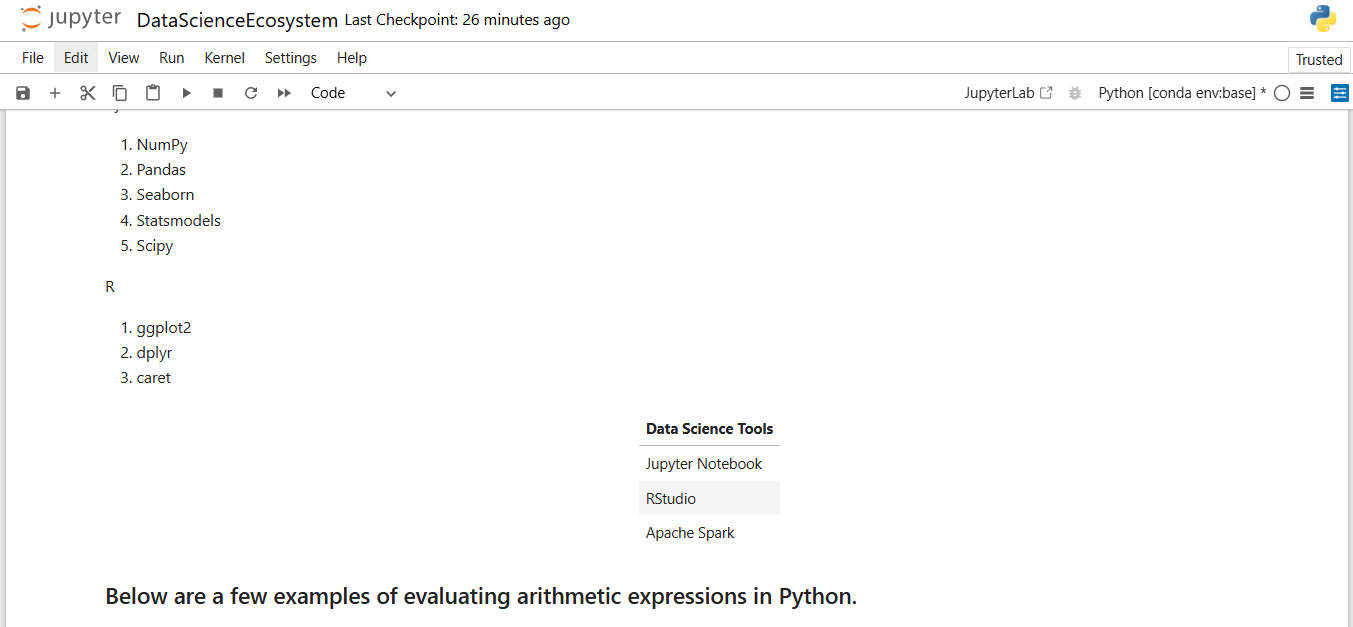 jupyter DataScienceEcosystem Last Checkpoint: 26 minutes ago
File Edit View Run Kernel Settings Help
Trusted
Code JupyterLab Python [conda env:base] *
1. NumPy
2. Pandas
3. Seaborn
4. Statsmodels
5. Scipy
R
1. ggplot2
2. dplyr
3. caret
Data Science Tools
Jupyter Notebook
RStudio
Apache Spark
Below are a few examples of evaluating arithmetic expressions in Python.